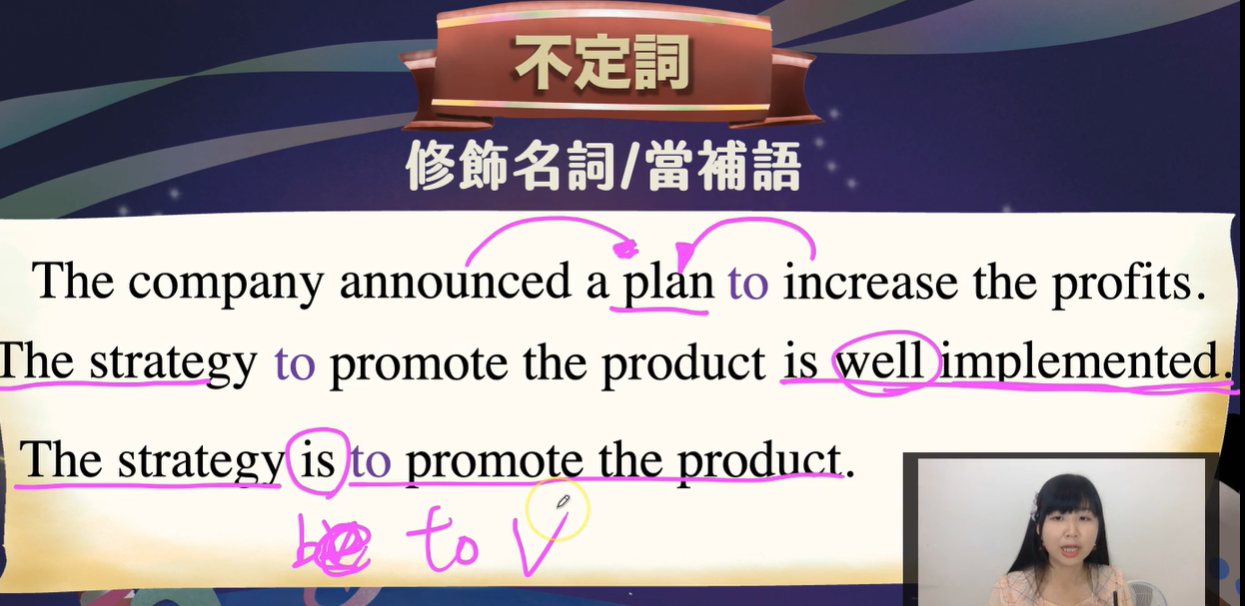 不定詞
修飾名詞/當補語
The company announced a plan to increase the profits.
The strategy to promote the product is well implemented.
The strategy is to promote the product.
be to V